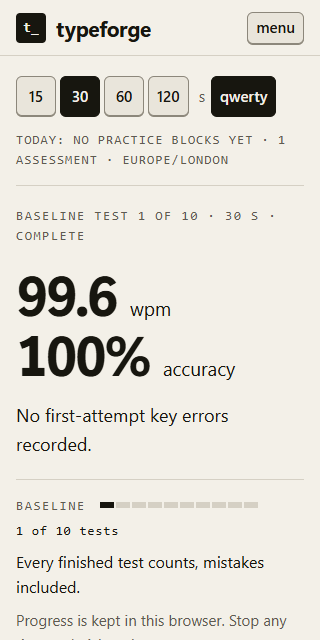 t_ typeforge menu
15 30 60 120 s qwerty
TODAY: NO PRACTICE BLOCKS YET · 1
ASSESSMENT · EUROPE/LONDON
BASELINE TEST 1 OF 10 · 30 S ·
COMPLETE
99.6 wpm
100% accuracy
No first-attempt key errors
recorded.
BASELINE
1 of 10 tests
Every finished test counts, mistakes
included.
Progress is kept in this browser. Stop any